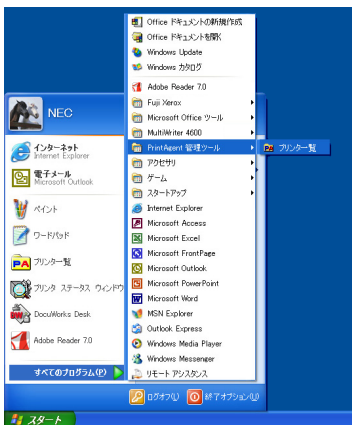 Office ドキュメントの新規作成
Office ドキュメントを開く
Windows Update
Windows カタログ
Adobe Reader 7.0
Fuji Xerox
Microsoft Office ツール
MultiWriter 4600
PrintAgent 管理ツール
プリンタ一覧
アクセサリ
ゲーム
スタートアップ
Internet Explorer
Microsoft Access
Microsoft Excel
Microsoft FrontPage
Microsoft Outlook
Microsoft PowerPoint
Microsoft Word
MSN Explorer
Outlook Express
Windows Media Player
Windows Messenger
リモート アシスタンス
NEC
インターネット
Internet Explorer
電子メール
Microsoft Outlook
ペイント
ワードパッド
PA プリンタ一覧
プリンタ ステータス ウィンドウ
DocuWorks Desk
Adobe Reader 7.0
すべてのプログラム(P)
ログオフ(L)
終了オプション(U)
スタート